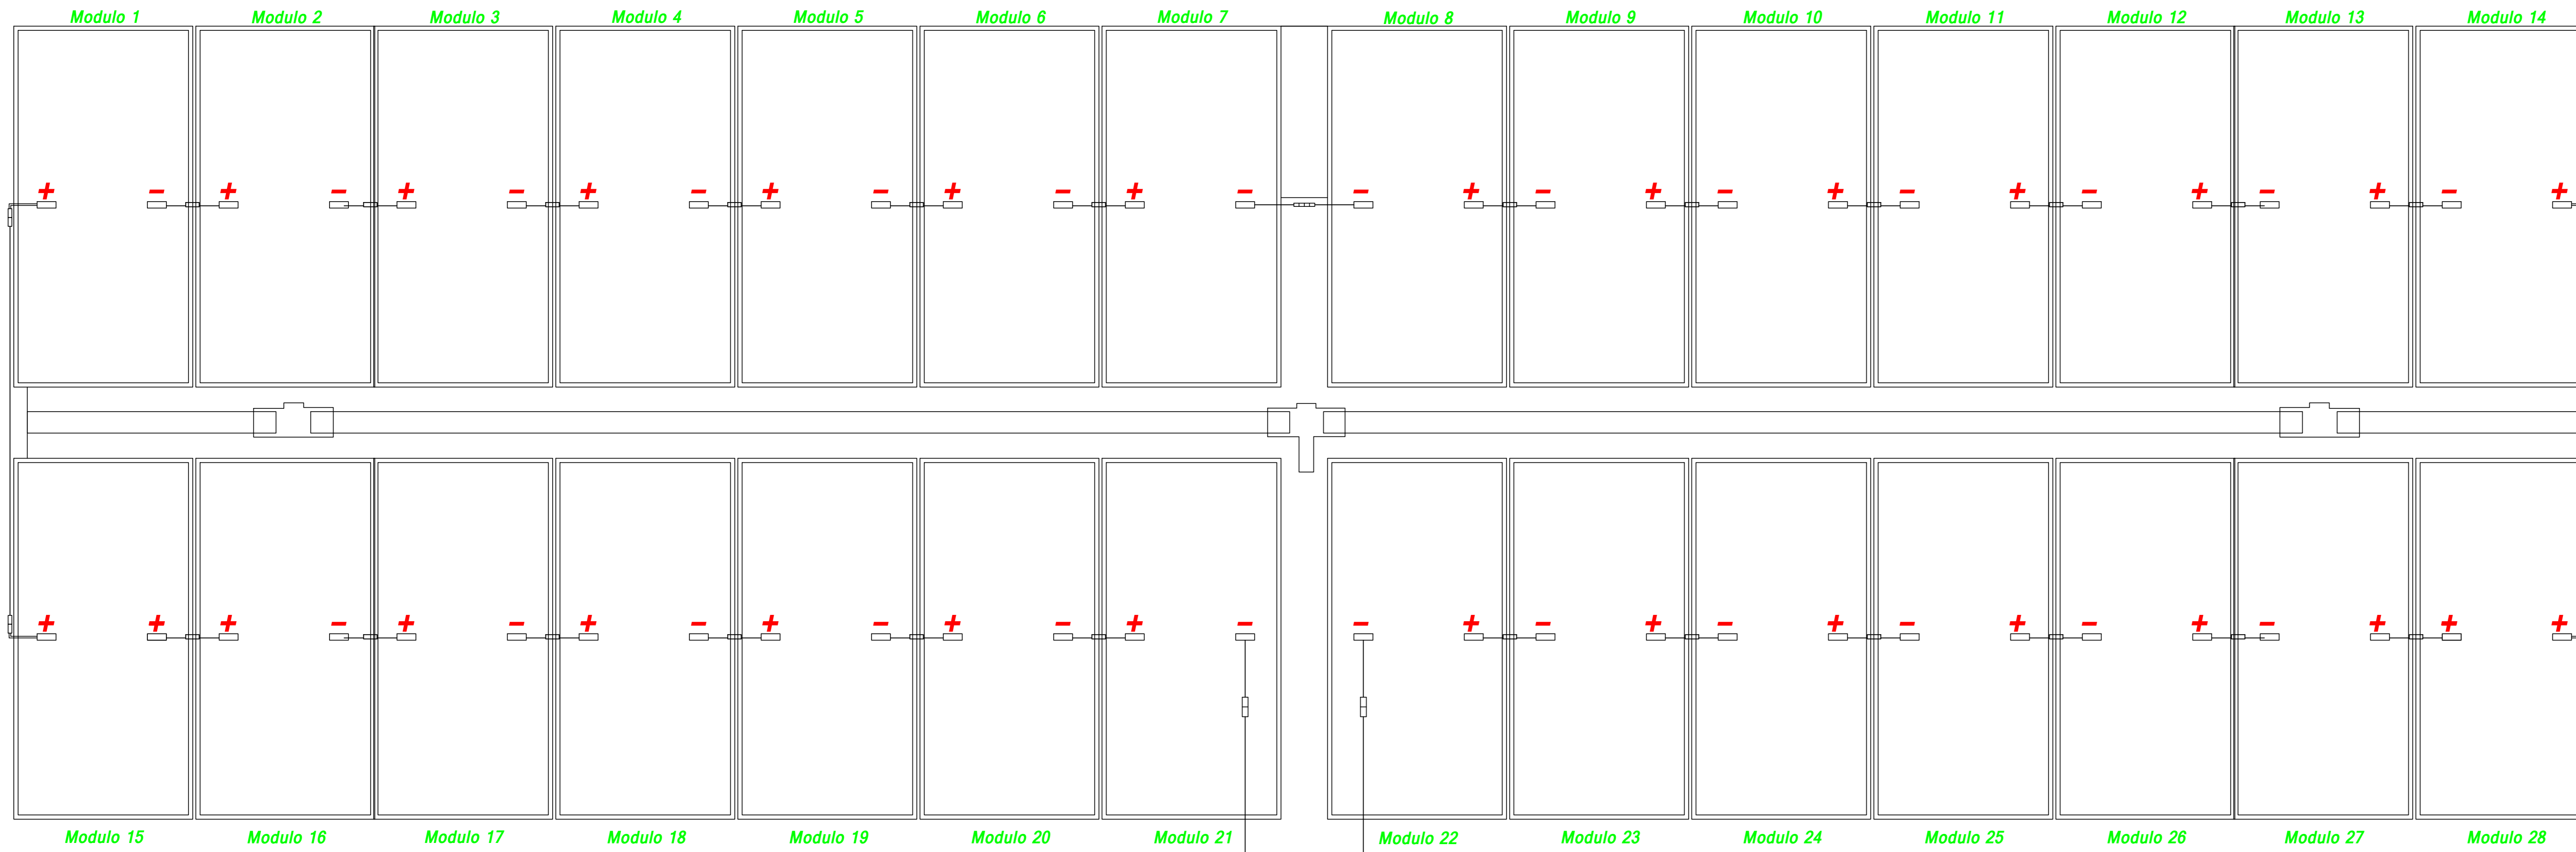 Modulo 1 Modulo 2 Modulo 3 Modulo 4 Modulo 5 Modulo 6 Modulo 7 Modulo 8 Modulo 9 Modulo 10 Modulo 11 Modulo 12 Modulo 13 Modulo 14
+ - + - + - + - + - + - + - - + - + - + - + - + - + - +
+ + + - + - + - + - + - + - - + - + - + - + - + - + + +
Modulo 15 Modulo 16 Modulo 17 Modulo 18 Modulo 19 Modulo 20 Modulo 21 Modulo 22 Modulo 23 Modulo 24 Modulo 25 Modulo 26 Modulo 27 Modulo 28